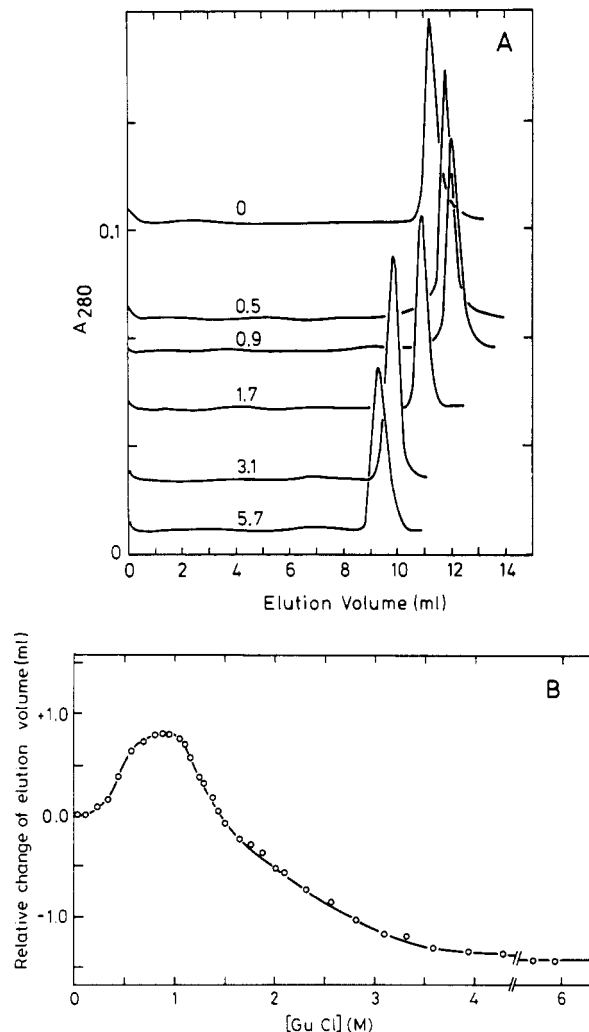 A
0
0.1
A280
0.5
0.9
1.7
3.1
5.7
0
0 2 4 6 8 10 12 14
Elution Volume (ml)
B
Relative change of elution volume (ml)
+1.0
0.0
-1.0
0 1 2 3 4 6
[Gu Cl] (M)